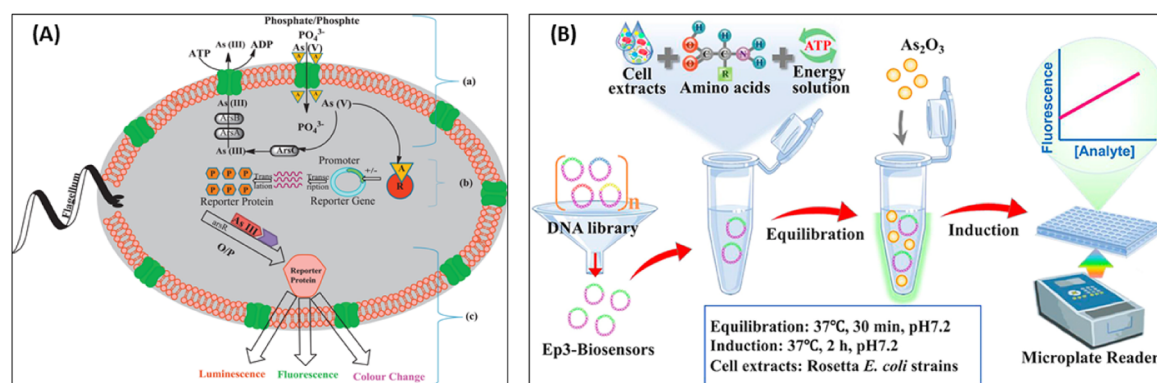 (A)
Phosphate/Phosphte
PO₄³⁻
ATP
As (III)
ADP
As (V)
A
A
(a)
A
A
As (III)
As (V)
ArsB
ArsA
PO₄³⁻
As (III)
ArsC
Promoter
+/-
A
R
P P P
P P P
Trans
lation
Transc
ription
(b)
Reporter Protein
Reporter Gene
Flagellum
As III
arsR
O/P
Reporter
Protein
(c)
Luminescence
Fluorescence
Colour Change
(B)
Cell
extracts
H
H
H
O
C
C
N
O
R
H
Amino acids
ATP
Energy
solution
As₂O₃
Fluorescence
[Analyte]
n
DNA library
Equilibration
Induction
Ep3-Biosensors
Equilibration: 37℃, 30 min, pH7.2
Induction: 37℃, 2 h, pH7.2
Cell extracts: Rosetta E. coli strains
Microplate Reader